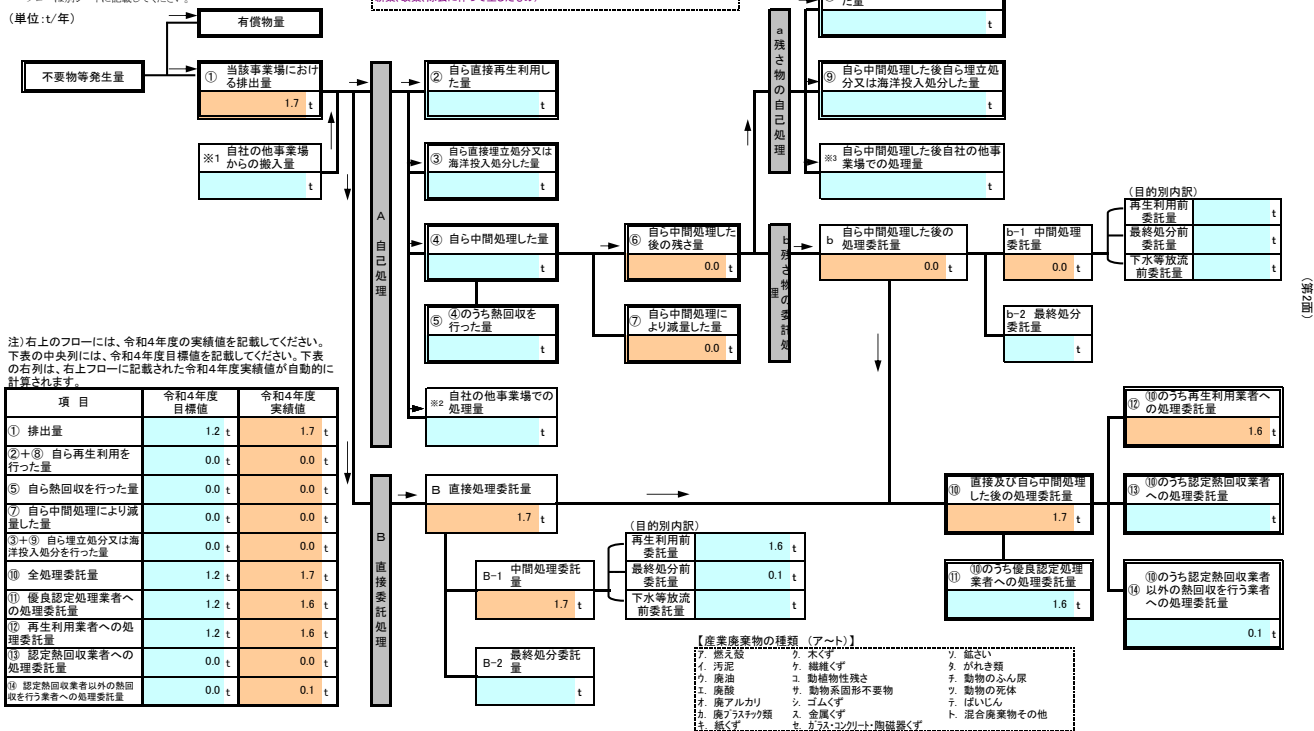 (単位:t/年)
有償物量
不要物等発生量
① 当該事業場におけ
る排出量
1.7 t
※1 自社の他事業場
からの搬入量
t
A 自己処理
② 自ら直接再生利用し
た量
t
③ 自ら直接埋立処分又は
海洋投入処分した量
t
④ 自ら中間処理した量
t
⑤ ④のうち熱回収を
行った量
t
※2 自社の他事業場での
処理量
t
⑥ 自ら中間処理した
後の残さ量
0.0 t
⑦ 自ら中間処理に
より減量した量
0.0 t
a 残さ物の自己処理
た量
t
⑨ 自ら中間処理した後自ら埋立処
分又は海洋投入処分した量
t
※3 自ら中間処理した後自社の他事
業場での処理量
t
b 残さ物の委託処理
b 自ら中間処理した後の
処理委託量
0.0 t
b-1 中間処理
委託量
0.0 t
b-2 最終処分
委託量
t
(目的別内訳)
再生利用前
委託量
t
最終処分前
委託量
t
下水等放流
前委託量
t
(第2面)
注)右上のフローには、令和4年度の実績値を記載してください。
下表の中央列には、令和4年度目標値を記載してください。下表
の右列は、右上フローに記載された令和4年度実績値が自動的に
計算されます。
項 目 令和4年度 目標値 令和4年度 実績値
① 排出量 1.2 t 1.7 t
②+⑧ 自ら再生利用を
行った量 0.0 t 0.0 t
⑤ 自ら熱回収を行った量 0.0 t 0.0 t
⑦ 自ら中間処理により減
量した量 0.0 t 0.0 t
③+⑨ 自ら埋立処分又は海
洋投入処分を行った量 0.0 t 0.0 t
⑩ 全処理委託量 1.2 t 1.7 t
⑪ 優良認定処理業者へ
の処理委託量 1.2 t 1.6 t
⑫ 再生利用業者への処
理委託量 1.2 t 1.6 t
⑬ 認定熱回収業者への
処理委託量 0.0 t 0.0 t
⑭ 認定熱回収業者以外の熱回
収を行う業者への処理委託量 0.0 t 0.1 t
B 直接委託処理
B 直接処理委託量
1.7 t
B-1 中間処理委託
量
1.7 t
B-2 最終処分委託
量
t
(目的別内訳)
再生利用前
委託量
1.6 t
最終処分前
委託量
0.1 t
下水等放流
前委託量
t
⑩ 直接及び自ら中間処理
した後の処理委託量
1.7 t
⑪ ⑩のうち優良認定処理
業者への処理委託量
1.6 t
⑫ ⑩のうち再生利用業者へ
の処理委託量
1.6 t
⑬ ⑩のうち認定熱回収業者
への処理委託量
t
⑭ ⑩のうち認定熱回収業者
以外の熱回収を行う業者
への処理委託量
0.1 t
【産業廃棄物の種類 (ア~ト)】
ア. 燃え殻 ク. 木くず ソ. 鉱さい
イ. 汚泥 ケ. 繊維くず タ. がれき類
ウ. 廃油 コ. 動植物性残さ チ. 動物のふん尿
エ. 廃酸 サ. 動物系固形不要物 ツ. 動物の死体
オ. 廃アルカリ シ. ゴムくず テ. ばいじん
カ. 廃プラスチック類 ス. 金属くず ト. 混合廃棄物その他
キ. 紙くず セ. ガラス・コンクリート・陶磁器くず